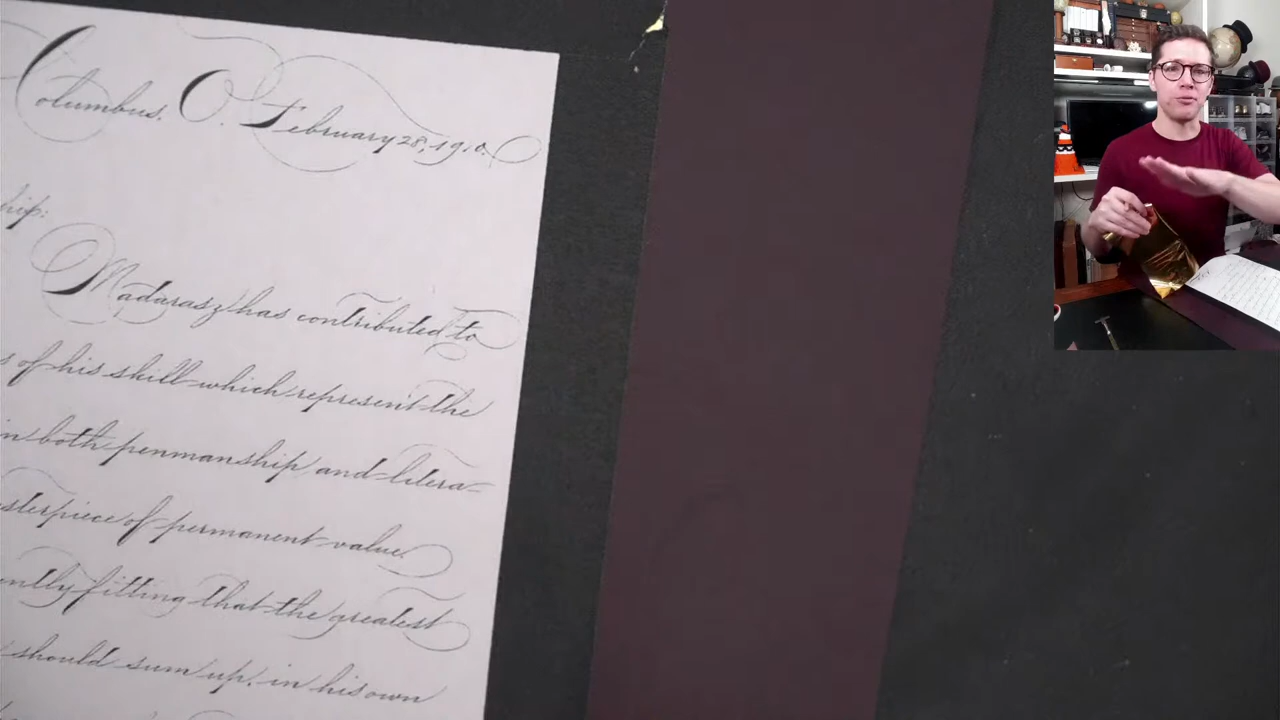 Columbus, O. February 28, 1910.
hip:
Madarasz has contributed to
s of his skill which represent the
in both penmanship and litera-
sterpiece of permanent value.
ently fitting that the greatest
should sum up, in his own